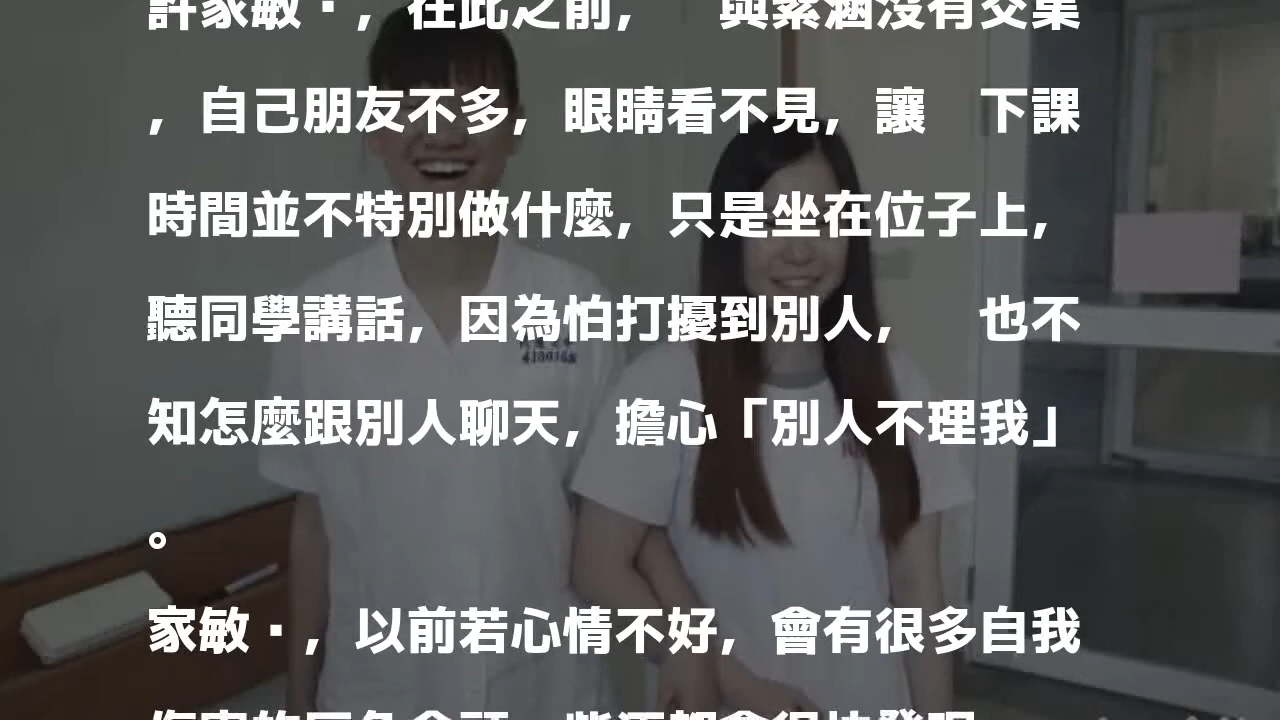 許家敏·，在此之前，　與紫涵沒有交集
，自己朋友不多，眼睛看不見，讓　下課
時間並不特別做什麼，只是坐在位子上，
聽同學講話，因為怕打擾到別人，　也不
知怎麼跟別人聊天，擔心「別人不理我」
。
家敏·，以前若心情不好，會有很多自我
410016